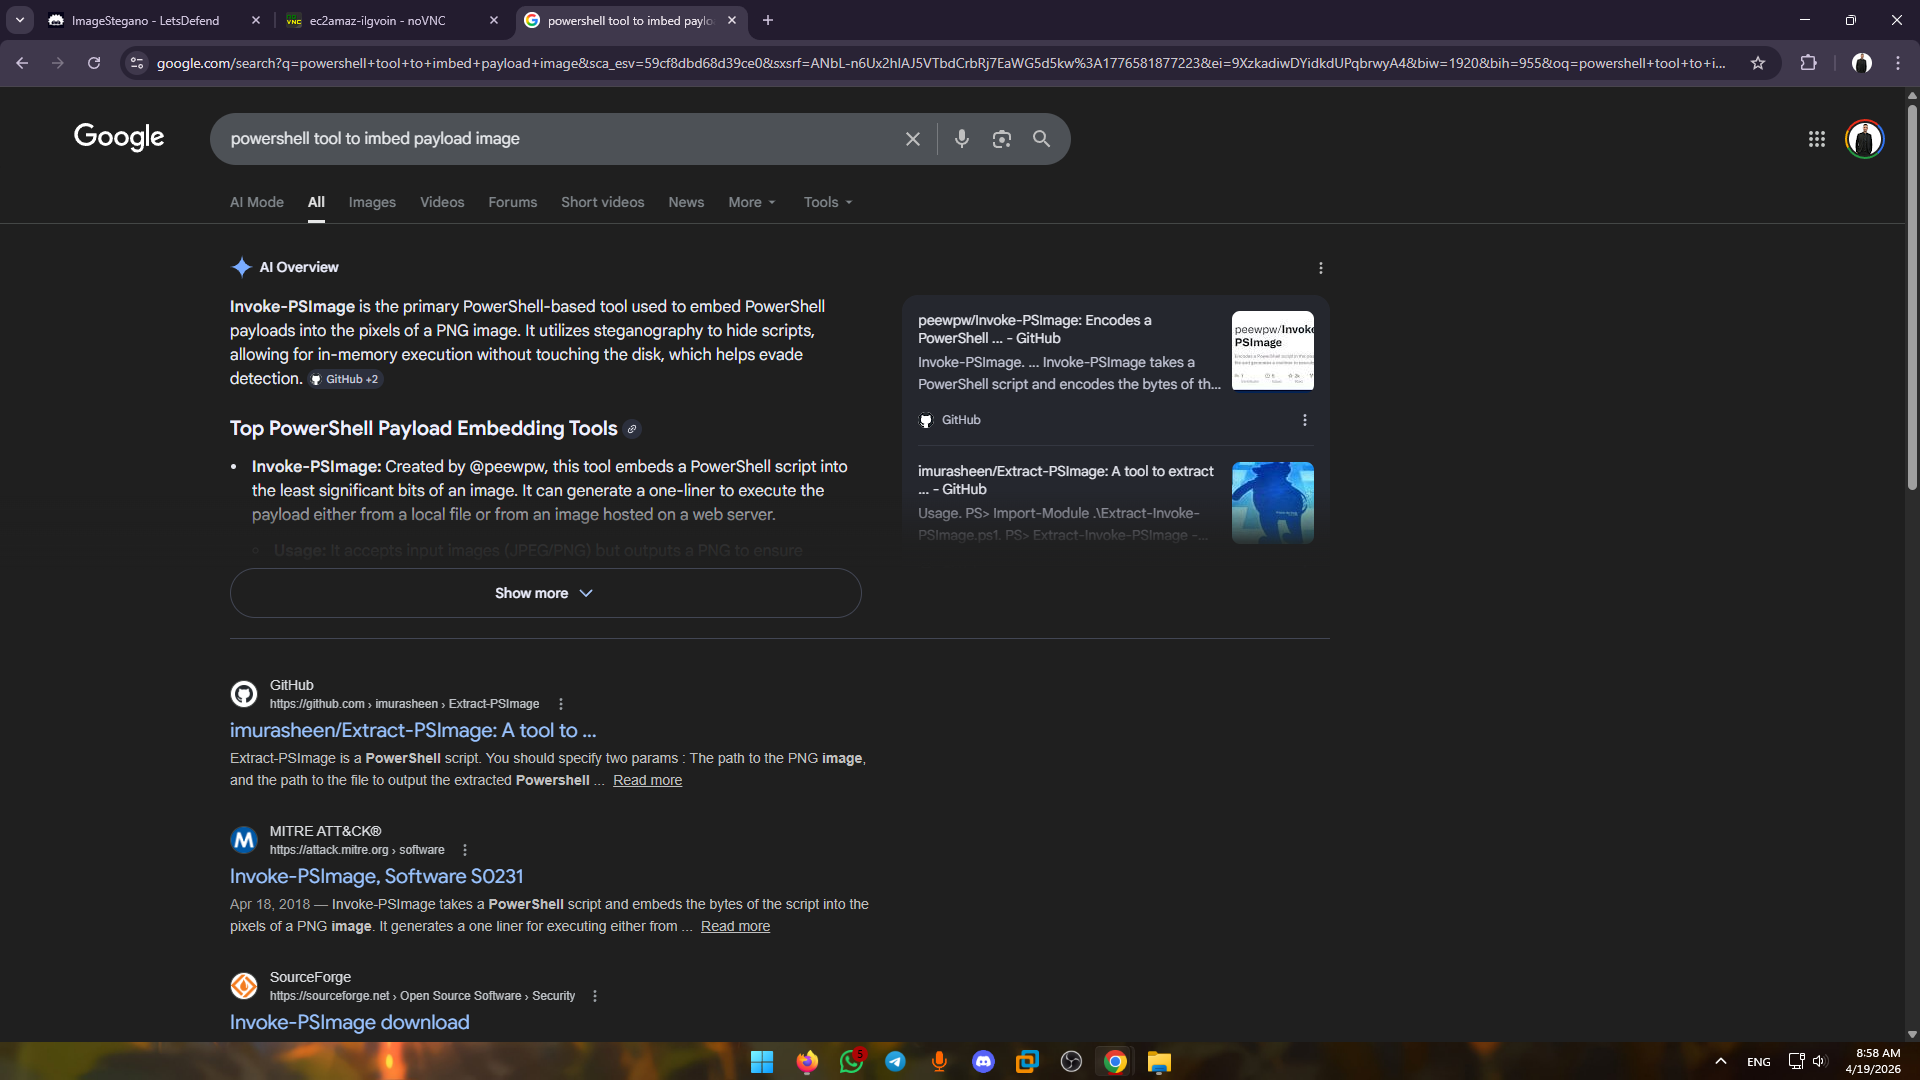 ImageStegano - LetsDefend
VNC
ec2amaz-ilgvoin - noVNC
powershell tool to imbed paylo
google.com/search?q=powershell+tool+to+imbed+payload+image&sca_esv=59cf8dbd68d39ce0&sxsrf=ANbL-n6Ux2hIAJ5VTbdCrbRj7EaWG5d5kw%3A1776581877223&ei=9XzkadiwDYidkdUPqbrwyA4&biw=1920&bih=955&oq=powershell+tool+to+i...
Google
powershell tool to imbed payload image
AI Mode
All
Images
Videos
Forums
Short videos
News
More
Tools
AI Overview
Invoke-PSImage is the primary PowerShell-based tool used to embed PowerShell
payloads into the pixels of a PNG image. It utilizes steganography to hide scripts,
allowing for in-memory execution without touching the disk, which helps evade
detection. GitHub +2
Top PowerShell Payload Embedding Tools
• Invoke-PSImage: Created by @peewpw, this tool embeds a PowerShell script into
the least significant bits of an image. It can generate a one-liner to execute the
payload either from a local file or from an image hosted on a web server.
Usage: It accepts input images (JPEG/PNG) but outputs a PNG to ensure
Show more
peewpw/Invoke-PSImage: Encodes a
PowerShell ... - GitHub
Invoke-PSImage. ... Invoke-PSImage takes a
PowerShell script and encodes the bytes of th...
GitHub
peewpw/Invoke
PSImage
imurasheen/Extract-PSImage: A tool to extract
... - GitHub
Usage. PS> Import-Module .\Extract-Invoke-
PSImage.ps1. PS> Extract-Invoke-PSImage -...
GitHub
https://github.com › imurasheen › Extract-PSImage
imurasheen/Extract-PSImage: A tool to ...
Extract-PSImage is a PowerShell script. You should specify two params : The path to the PNG image,
and the path to the file to output the extracted Powershell ... Read more
M
MITRE ATT&CK®
https://attack.mitre.org › software
Invoke-PSImage, Software S0231
Apr 18, 2018 — Invoke-PSImage takes a PowerShell script and embeds the bytes of the script into the
pixels of a PNG image. It generates a one liner for executing either from ... Read more
SourceForge
https://sourceforge.net › Open Source Software › Security
Invoke-PSImage download
5
ENG
8:58 AM
4/19/2026